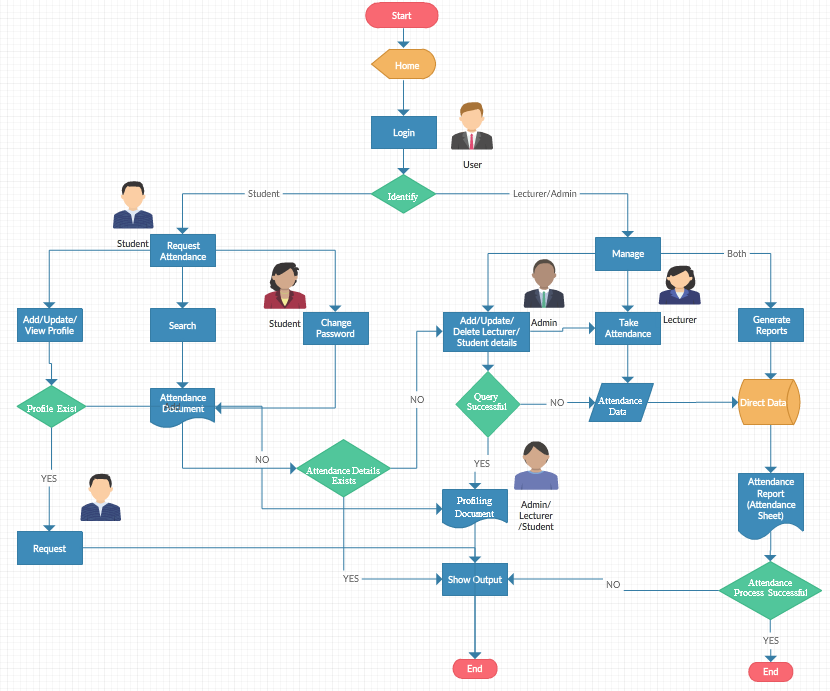 Start
Home
Login
User
Identify
Student
Lecturer/Admin
Student
Request
Attendance
Manage
Both
Student
Admin
Lecturer
Add/Update/
View Profile
Search
Change
Password
Add/Update/
Delete Lecturer/
Student details
Take
Attendance
Generate
Reports
Profile Exist
Attendance
Document
NO
Query
Successful
NO
Attendance
Data
Direct Data
NO
Attendance Details
Exists
YES
YES
Attendance
Report
(Attendance
Sheet)
Profiling
Document
Admin/
Lecturer
/Student
Request
YES
Show Output
NO
Attendance
Process Successful
YES
End
End